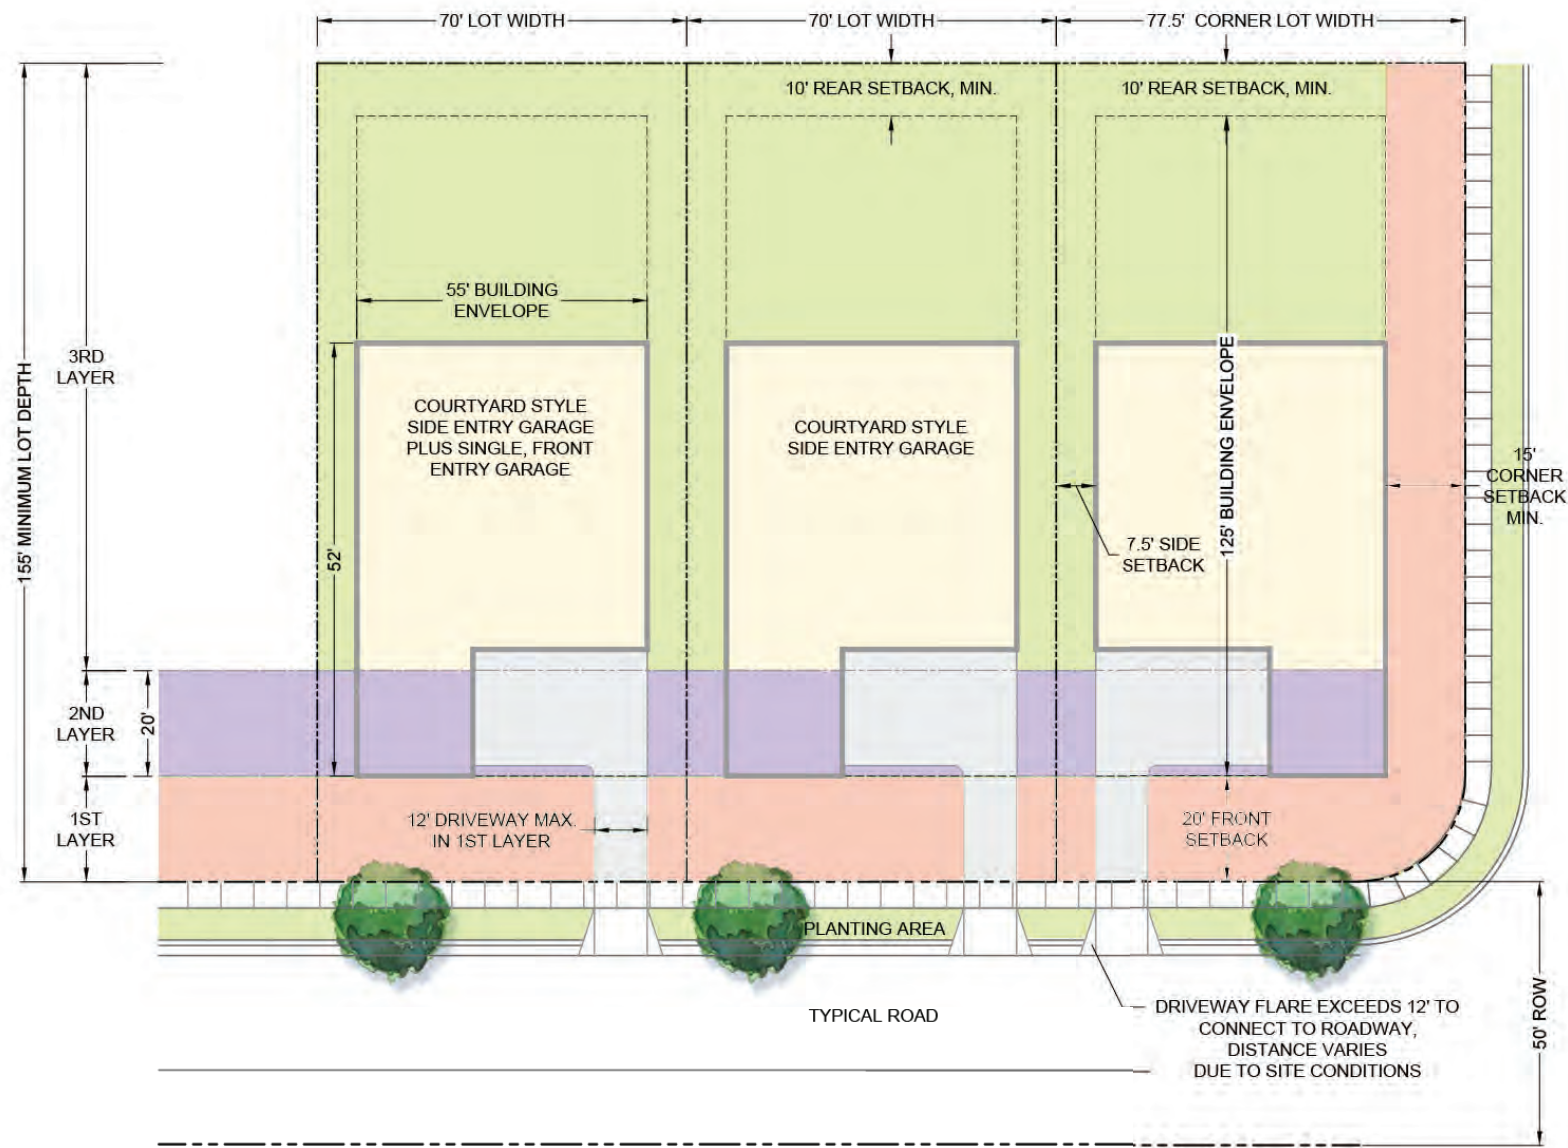 70' LOT WIDTH
70' LOT WIDTH
77.5' CORNER LOT WIDTH
10' REAR SETBACK, MIN.
10' REAR SETBACK, MIN.
55' BUILDING
ENVELOPE
3RD
LAYER
155' MINIMUM LOT DEPTH
COURTYARD STYLE
SIDE ENTRY GARAGE
PLUS SINGLE, FRONT
ENTRY GARAGE
COURTYARD STYLE
SIDE ENTRY GARAGE
125' BUILDING ENVELOPE
15'
CORNER
SETBACK
MIN.
52'
7.5' SIDE
SETBACK
2ND
LAYER
20'
1ST
LAYER
12' DRIVEWAY MAX.
IN 1ST LAYER
20' FRONT
SETBACK
PLANTING AREA
TYPICAL ROAD
DRIVEWAY FLARE EXCEEDS 12' TO
CONNECT TO ROADWAY,
DISTANCE VARIES
DUE TO SITE CONDITIONS
50' ROW